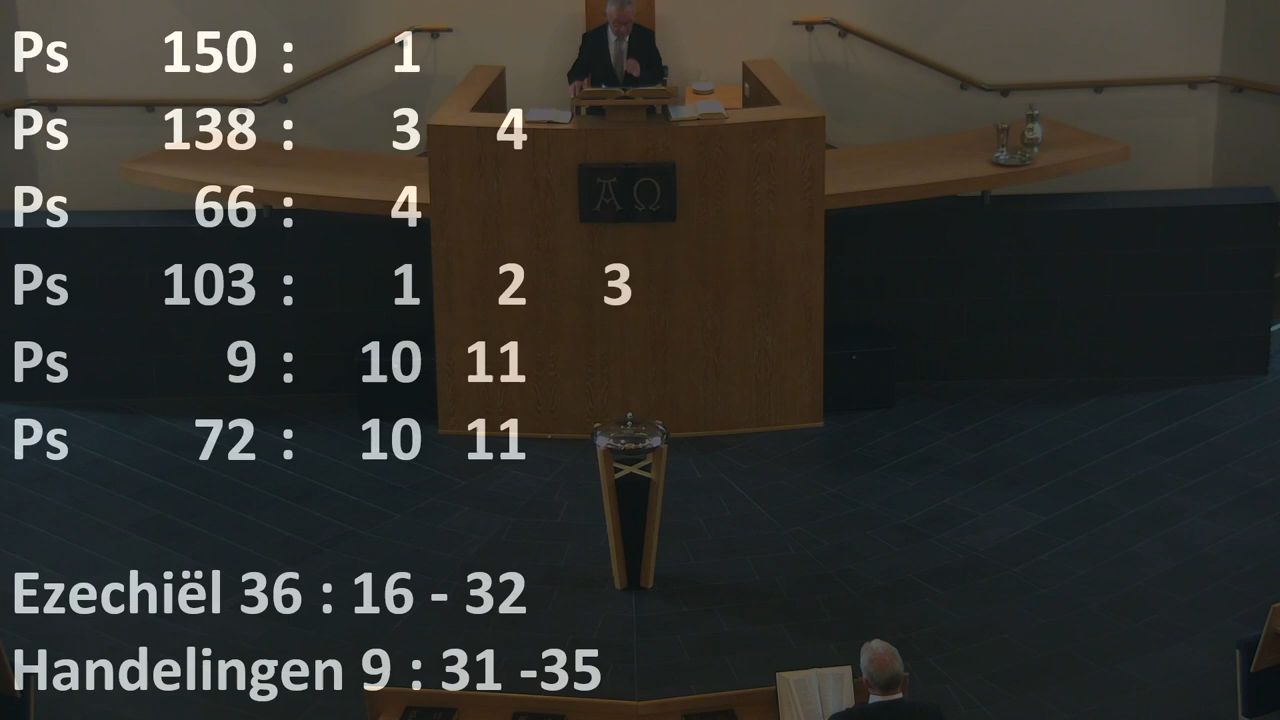 Ps 150 : 1
Ps 138 : 3 4
Ps 66 : 4
Ps 103 : 1 2 3
Ps 9 : 10 11
Ps 72 : 10 11
Ezechiël 36 : 16 - 32
Handelingen 9 : 31 -35
Α Ω